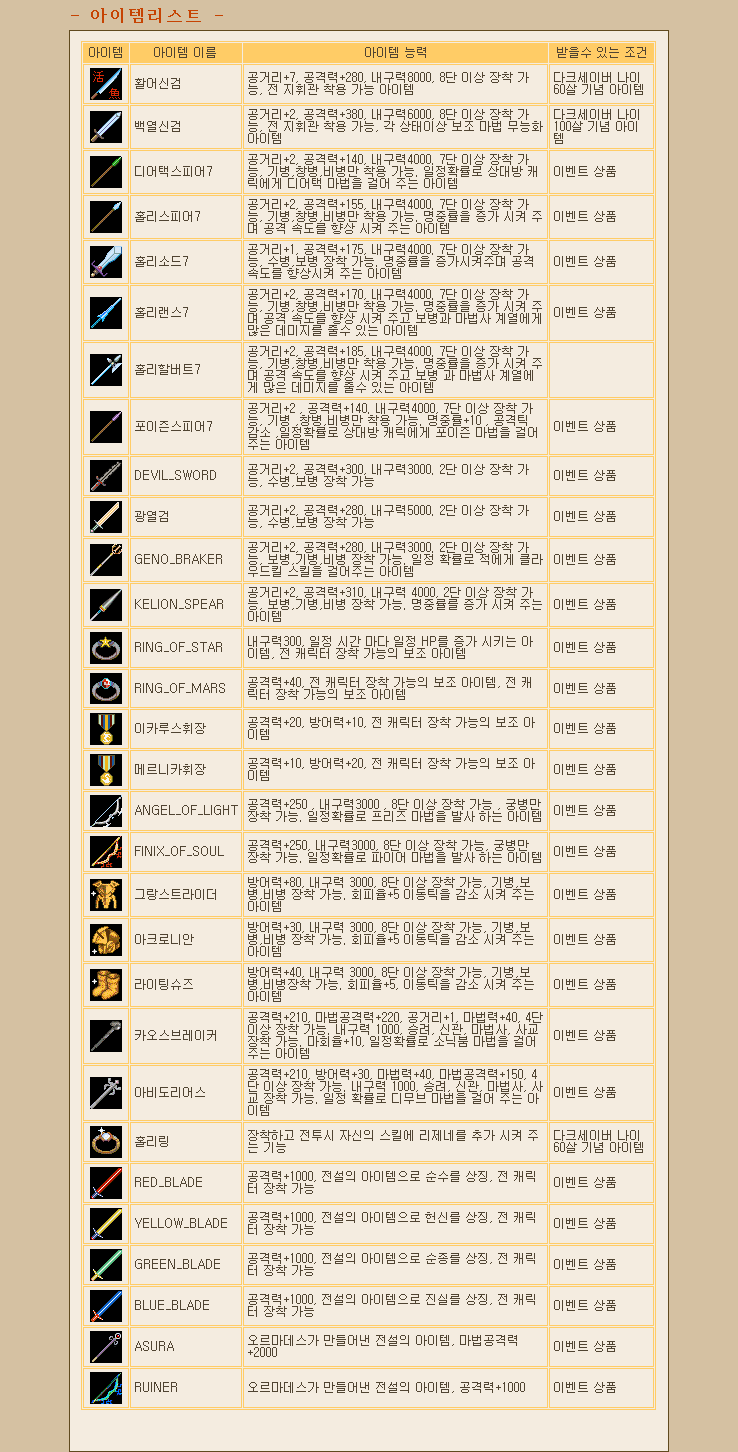 - 아이템리스트 -
아이템 아이템 이름 아이템 능력 받을수 있는 조건
活
魚
활어신검
공거리+7, 공격력+280, 내구력8000, 8단 이상 장착 가
능, 전 지휘관 착용 가능 아이템
다크세이버 나이
60살 기념 아이템
백열신검
공거리+2, 공격력+380, 내구력6000, 8단 이상 장착 가
능, 전 지휘관 착용 가능, 각 상태이상 보조 마법 무능화
아이템
다크세이버 나이
100살 기념 아이
템
디어택스피어7
공거리+2, 공격력+140, 내구력4000, 7단 이상 장착 가
능, 기병,창병,비병만 착용 가능. 일정확률로 상대방 캐
릭에게 디어택 마법을 걸어 주는 아이템
이벤트 상품
홀리스피어7
공거리+2, 공격력+155, 내구력4000, 7단 이상 장착 가
능, 기병,창병,비병만 착용 가능. 명중률을 증가 시켜 주
며 공격 속도를 향상 시켜 주는 아이템
이벤트 상품
홀리소드7
공거리+1, 공격력+175, 내구력4000, 7단 이상 장착 가
능, 수병,보병 장착 가능. 명중률을 증가시켜주며 공격
속도를 향상시켜 주는 아이템
이벤트 상품
홀리랜스7
공거리+2, 공격력+170, 내구력4000, 7단 이상 장착 가
능, 기병,창병,비병만 착용 가능. 명중률을 증가 시켜 주
며 공격 속도를 향상 시켜 주고 보병과 마법사 계열에게
많은 데미지를 줄수 있는 아이템
이벤트 상품
홀리할버트7
공거리+2, 공격력+185, 내구력4000, 7단 이상 장착 가
능, 기병,창병,비병만 착용 가능. 명중률을 증가 시켜 주
며 공격 속도를 향상 시켜 주고 보병 과 마법사 계열에
게 많은 데미지를 줄수 있는 아이템
이벤트 상품
포이즌스피어7
공거리+2 , 공격력+140, 내구력4000, 7단 이상 장착 가
능, 기병 ,창병,비병만 착용 가능. 명중률+10 , 공격틱
감소 ,일정확률로 상대방 캐릭에게 포이즌 마법을 걸어
주는 아이템
이벤트 상품
DEVIL_SWORD
공거리+2, 공격력+300, 내구력3000, 2단 이상 장착 가
능, 수병,보병 장착 가능
이벤트 상품
광열검
공거리+2, 공격력+280, 내구력5000, 2단 이상 장착 가
능, 수병,보병 장착 가능
이벤트 상품
GENO_BRAKER
공거리+2, 공격력+280, 내구력3000, 2단 이상 장착 가
능, 보병,기병,비병 장착 가능. 일정 확률로 적에게 클라
우드킬 스킬을 걸어주는 아이템
이벤트 상품
KELION_SPEAR
공거리+2, 공격력+310, 내구력 4000, 2단 이상 장착 가
능, 보병,기병,비병 장착 가능. 명중률를 증가 시켜 주는
아이템
이벤트 상품
RING_OF_STAR
내구력300, 일정 시간 마다 일정 HP를 증가 시키는 아
이템, 전 캐릭터 장착 가능의 보조 아이템
이벤트 상품
RING_OF_MARS
공격력+40, 전 캐릭터 장착 가능의 보조 아이템, 전 캐
릭터 장착 가능의 보조 아이템
이벤트 상품
이카루스휘장
공격력+20, 방어력+10, 전 캐릭터 장착 가능의 보조 아
이템
이벤트 상품
메르니카휘장
공격력+10, 방어력+20, 전 캐릭터 장착 가능의 보조 아
이템
이벤트 상품
ANGEL_OF_LIGHT
공격력+250 , 내구력3000 , 8단 이상 장착 가능 , 궁병만
장착 가능. 일정확률로 프리즈 마법을 발사 하는 아이템
이벤트 상품
FINIX_OF_SOUL
공격력+250, 내구력3000, 8단 이상 장착 가능, 궁병만
장착 가능. 일정확률로 파이어 마법을 발사 하는 아이템
이벤트 상품
그랑스트라이더
방어력+80, 내구력 3000, 8단 이상 장착 가능, 기병,보
병,비병 장착 가능. 회피율+5 이동틱을 감소 시켜 주는
아이템
이벤트 상품
아크로니안
방어력+30, 내구력 3000, 8단 이상 장착 가능, 기병,보
병,비병 장착 가능. 회피율+5 이동틱을 감소 시켜 주는
아이템
이벤트 상품
라이팅슈즈
방어력+40, 내구력 3000, 8단 이상 장착 가능, 기병,보
병,비병장착 가능. 회피율+5, 이동틱을 감소 시켜 주는
아이템
이벤트 상품
카오스브레이커
공격력+210, 마법공격력+220, 공거리+1, 마법력+40, 4단
이상 장착 가능. 내구력 1000, 승려, 신관, 마법사, 사교
장착 가능. 마회율+10, 일정확률로 소닉붐 마법을 걸어
주는 아이템
이벤트 상품
아비도리어스
공격력+210, 방어력+30, 마법력+40, 마법공격력+150, 4
단 이상 장착 가능. 내구력 1000, 승려, 신관, 마법사, 사
교 장착 가능. 일정 확률로 디무브 마법을 걸어 주는 아
이템
이벤트 상품
홀리링
장착하고 전투시 자신의 스킬에 리제네를 추가 시켜 주
는 기능
다크세이버 나이
60살 기념 아이템
RED_BLADE
공격력+1000, 전설의 아이템으로 순수를 상징, 전 캐릭
터 장착 가능
이벤트 상품
YELLOW_BLADE
공격력+1000, 전설의 아이템으로 헌신를 상징, 전 캐릭
터 장착 가능
이벤트 상품
GREEN_BLADE
공격력+1000, 전설의 아이템으로 순종를 상징, 전 캐릭
터 장착 가능
이벤트 상품
BLUE_BLADE
공격력+1000, 전설의 아이템으로 진실를 상징, 전 캐릭
터 장착 가능
이벤트 상품
ASURA
오르마데스가 만들어낸 전설의 아이템, 마법공격력
+2000
이벤트 상품
RUINER
오르마데스가 만들어낸 전설의 아이템, 공격력+1000
이벤트 상품